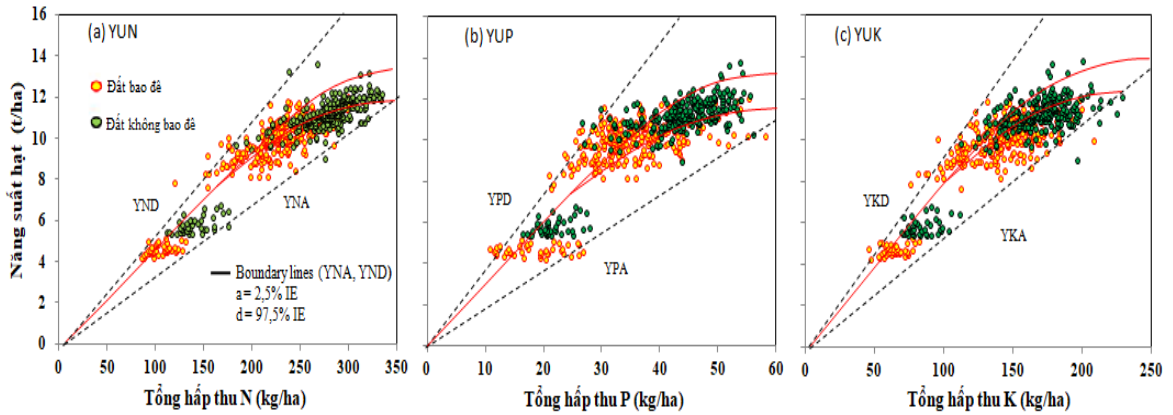 (a) YUN
(b) YUP
(c) YUK
Năng suất hạt (t/ha)
16
14
12
10
8
6
4
2
0
Đất bao đê
Đất không bao đê
YND
YNA
Boundary lines (YNA, YND)
a = 2,5% IE
d = 97,5% IE
YPD
YPA
YKD
YKA
0 50 100 150 200 250 300 350
0 10 20 30 40 50 60
0 50 100 150 200 250
Tổng hấp thu N (kg/ha)
Tổng hấp thu P (kg/ha)
Tổng hấp thu K (kg/ha)